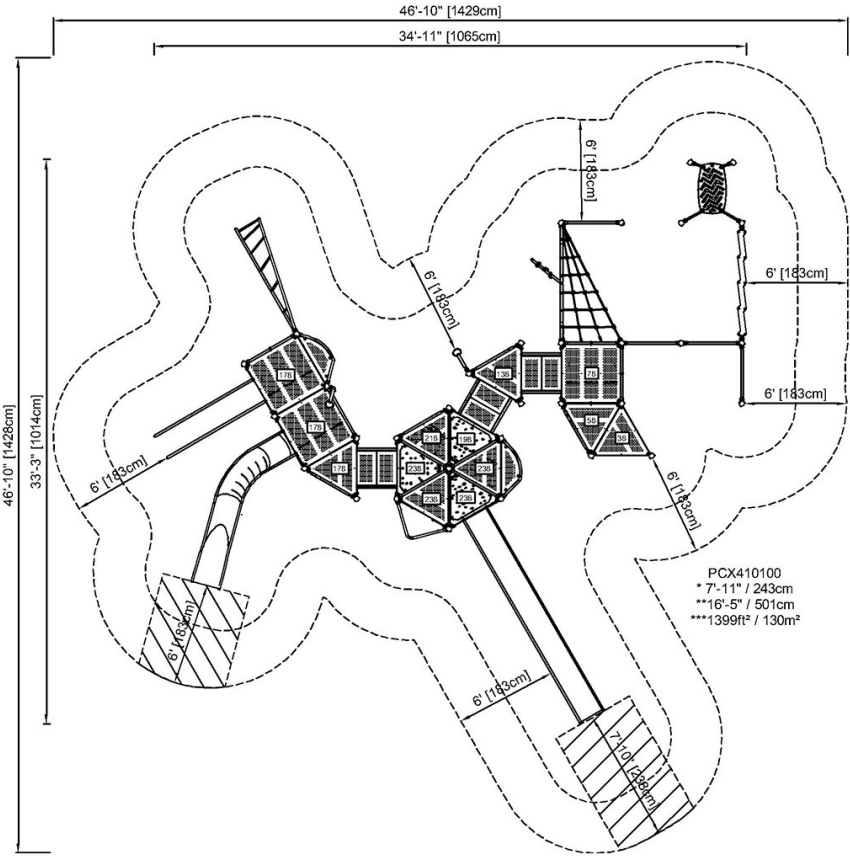 46'-10" [1429cm]
34'-11" [1065cm]
46'-10" [1428cm]
33'-3" [1014cm]
6' [183cm]
6' [183cm]
6' [183cm]
6' [183cm]
6' [183cm]
6' [183cm]
6' [183cm]
6' [183cm]
7'-10" [238cm]
178
178
178
138
78
58
38
218
198
238
238
238
238
PCX410100
* 7'-11" / 243cm
**16'-5" / 501cm
***1399ft² / 130m²